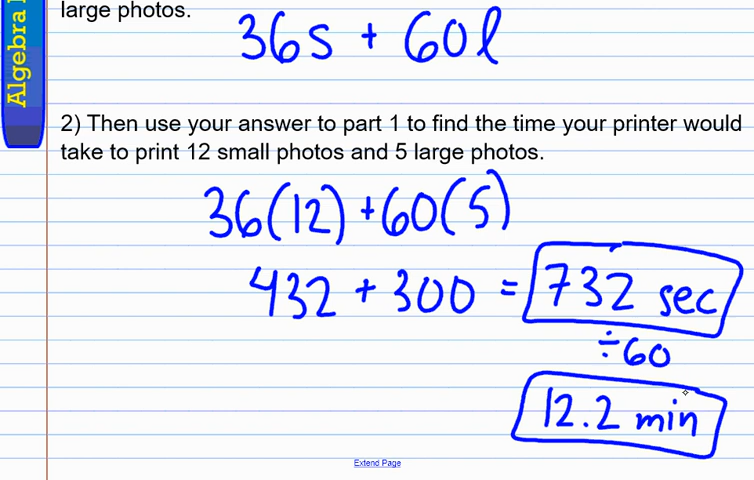 large photos.
36s + 60l
Algebra
2) Then use your answer to part 1 to find the time your printer would
take to print 12 small photos and 5 large photos.
36(12) + 60(5)
432 + 300 = 732 sec
÷60
12.2 min
Extend Page